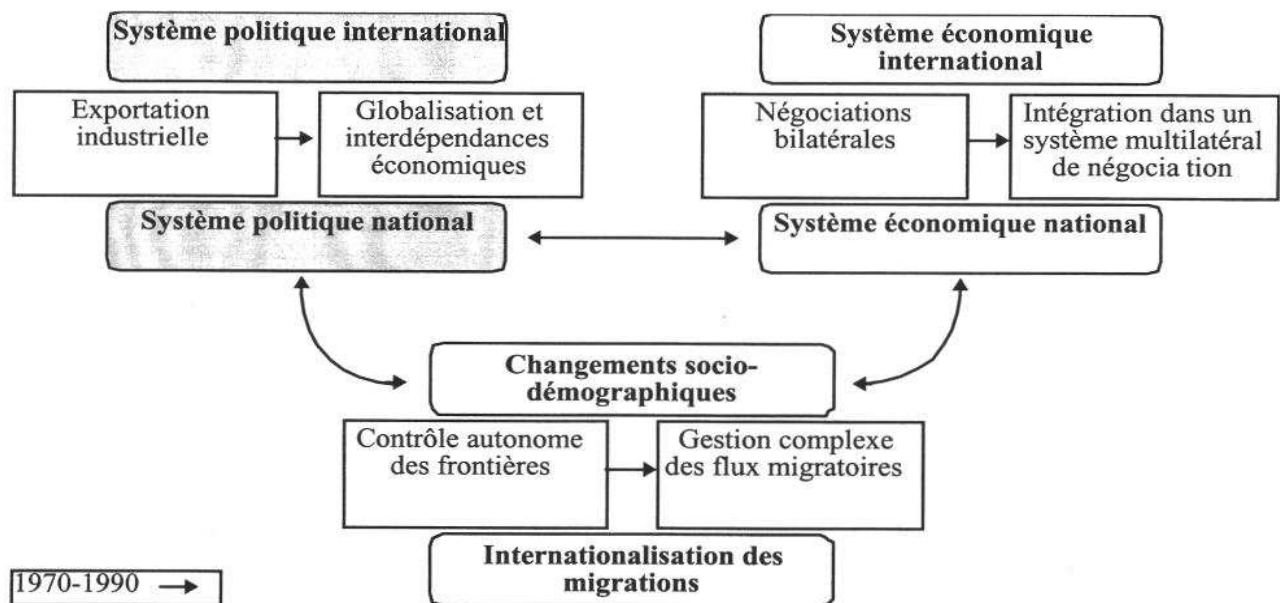 Système politique international
Système économique
international
Exportation
industrielle
Globalisation et
interdépendances
économiques
Négociations
bilatérales
Intégration dans un
système multilatéral
de négocia tion
Système politique national
Système économique national
Changements socio-
démographiques
Contrôle autonome
des frontières
Gestion complexe
des flux migratoires
Internationalisation des
migrations
1970-1990